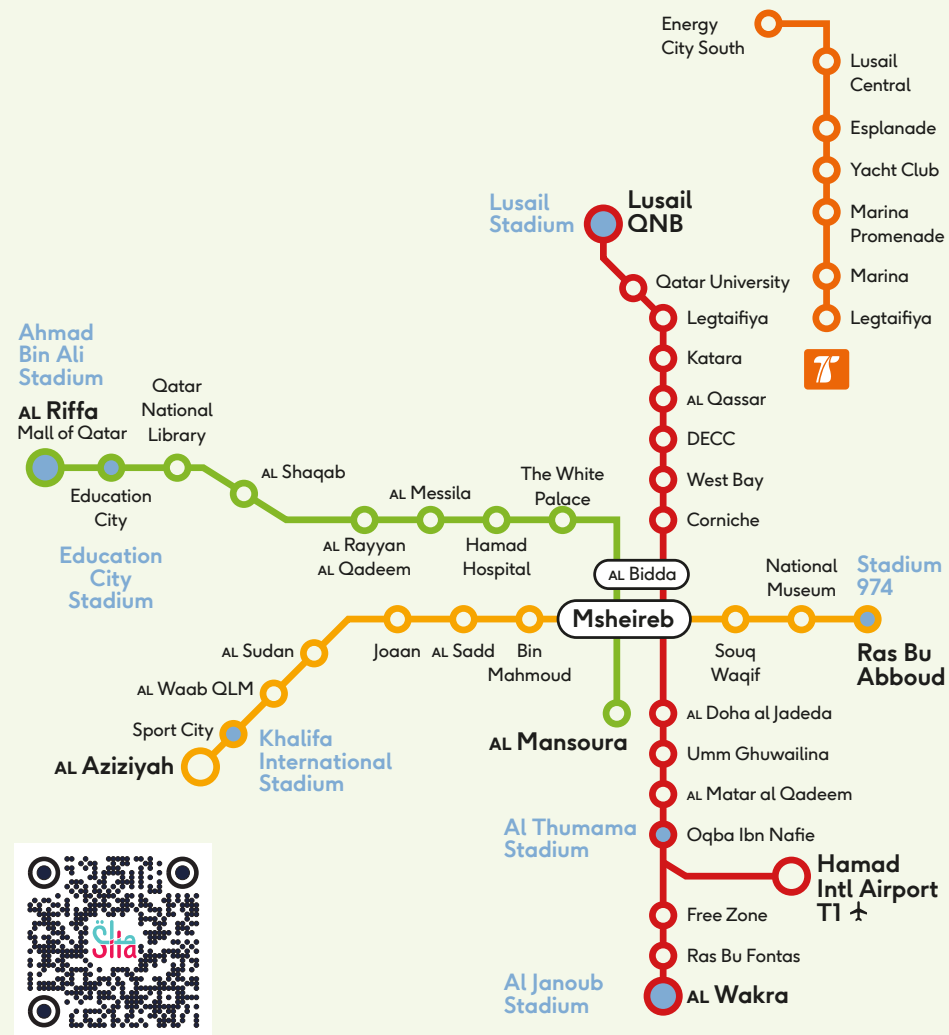 Energy
City South
Lusail
Central
Esplanade
Yacht Club
Marina
Promenade
Marina
Legtaifiya
Lusail
Stadium
Lusail
QNB
Qatar University
Legtaifiya
Katara
AL Qassar
DECC
West Bay
Corniche
Ahmad
Bin Ali
Stadium
AL Riffa
Mall of Qatar
Qatar
National
Library
Education
City
Education
City
Stadium
AL Shaqab
AL Messila
The White
Palace
AL Rayyan
AL Qadeem
Hamad
Hospital
AL Bidda
Msheireb
National
Museum
Stadium
974
Souq
Waqif
Ras Bu
Abboud
AL Sudan
Joaan
AL Sadd
Bin
Mahmoud
AL Waab QLM
Sport City
AL Aziziyah
Khalifa
International
Stadium
AL Mansoura
AL Doha al Jadeda
Umm Ghuwailina
AL Matar al Qadeem
Al Thumama
Stadium
Oqba Ibn Nafie
Hamad
Intl Airport
T1
Free Zone
Ras Bu Fontas
Al Janoub
Stadium
AL Wakra
صلة
Sila